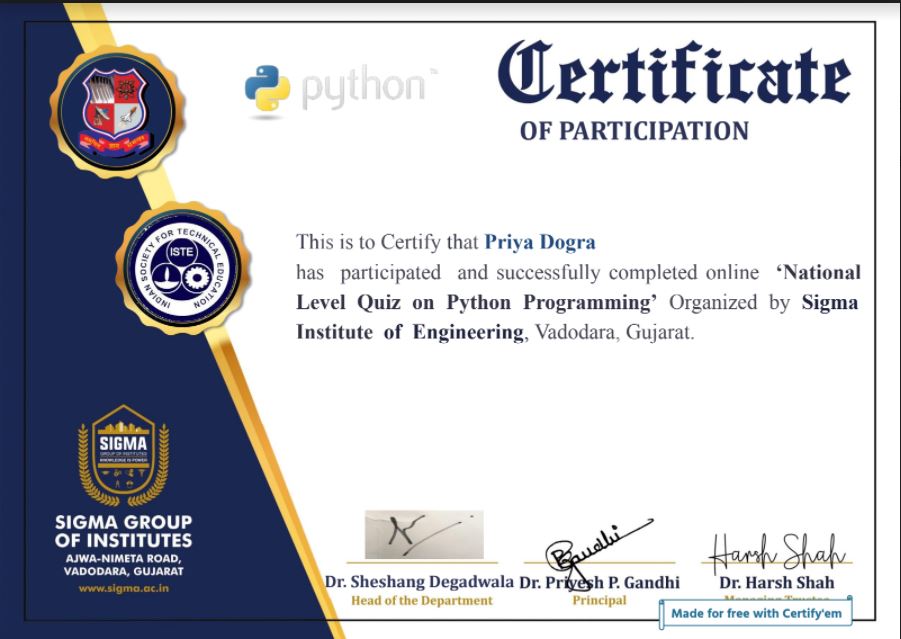 python™
Certificate
OF PARTICIPATION
INDIAN SOCIETY FOR TECHNICAL EDUCATION
ISTE
This is to Certify that Priya Dogra
has participated and successfully completed online ‘National
Level Quiz on Python Programming’ Organized by Sigma
Institute of Engineering, Vadodara, Gujarat.
SIGMA
GROUP OF INSTITUTES
KNOWLEDGE IS POWER
SIGMA GROUP
OF INSTITUTES
AJWA-NIMETA ROAD,
VADODARA, GUJARAT
www.sigma.ac.in
Harsh Shah
Dr. Sheshang Degadwala Dr. Priyesh P. Gandhi Dr. Harsh Shah
Head of the Department Principal Managing Trustee
Made for free with Certify'em